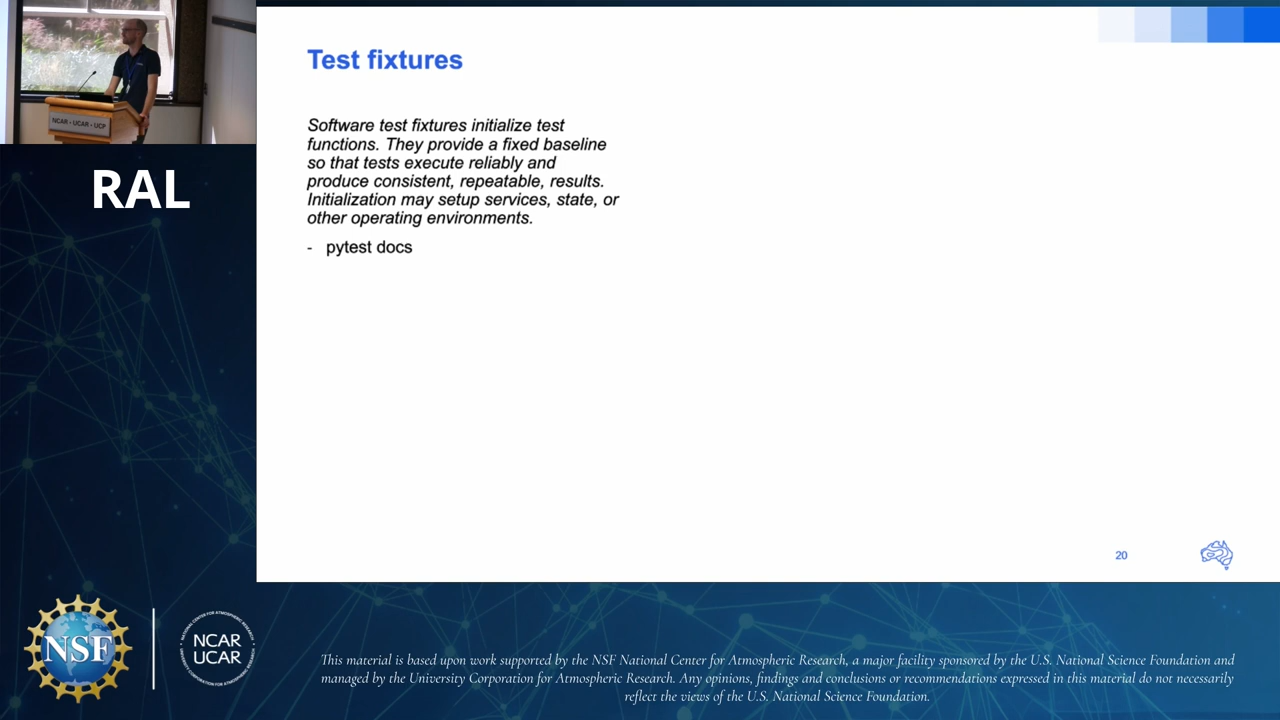 NCAR • UCAR • UCP
RAL
Test fixtures
Software test fixtures initialize test
functions. They provide a fixed baseline
so that tests execute reliably and
produce consistent, repeatable, results.
Initialization may setup services, state, or
other operating environments.
- pytest docs
20
NSF
NCAR
UCAR
This material is based upon work supported by the NSF National Center for Atmospheric Research, a major facility sponsored by the U.S. National Science Foundation and
managed by the University Corporation for Atmospheric Research. Any opinions, findings and conclusions or recommendations expressed in this material do not necessarily
reflect the views of the U.S. National Science Foundation.